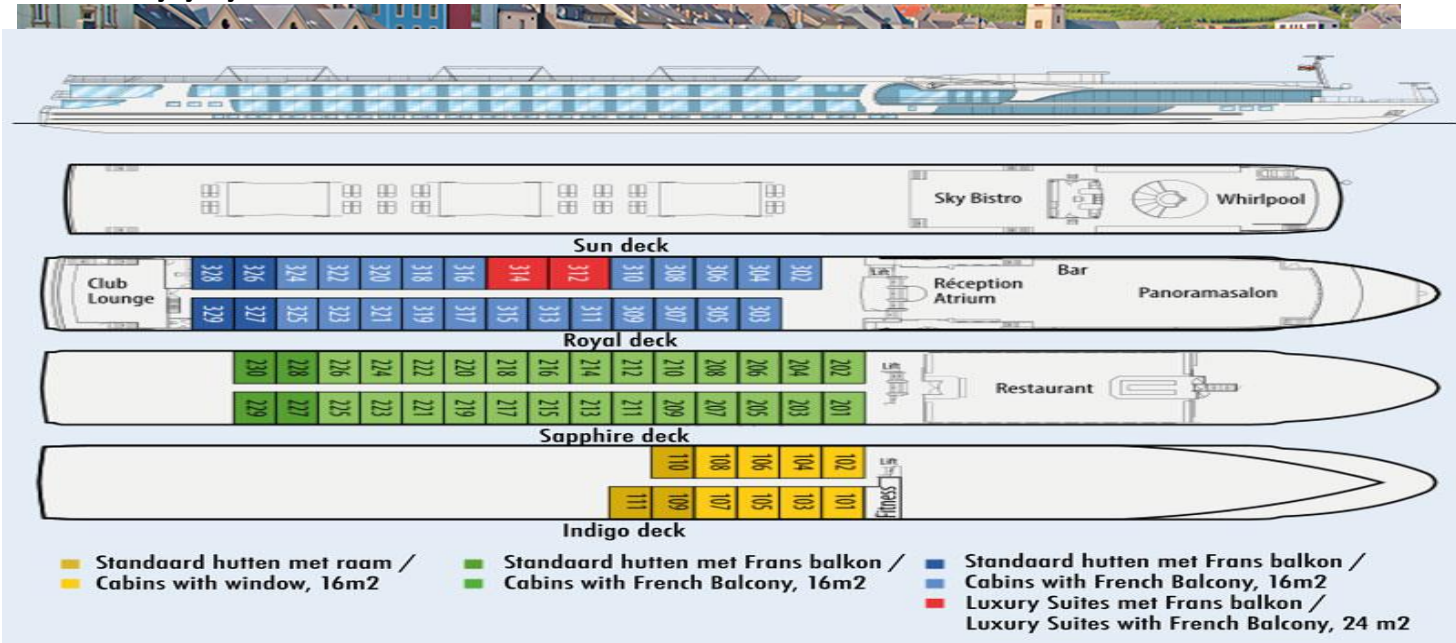 Sky Bistro
Whirlpool
Sun deck
Club
Lounge
328 326 324 322 320 318 316 314 312 310 308 306 304 302
329 327 325 323 321 319 317 315 313 311 309 307 305 303
Lift
Réception
Atrium
Bar
Panoramasalon
Royal deck
230 228 226 224 222 220 218 216 214 212 210 208 206 204 202
229 227 225 223 221 219 217 215 213 211 209 207 205 203 201
Lift
Restaurant
Sapphire deck
110 108 106 104 102
111 109 107 105 103 101
Lift
Fitness
Indigo deck
Standaard hutten met raam /
Cabins with window, 16m2
Standaard hutten met Frans balkon /
Cabins with French Balcony, 16m2
Standaard hutten met Frans balkon /
Cabins with French Balcony, 16m2
Luxury Suites met Frans balkon /
Luxury Suites with French Balcony, 24 m2